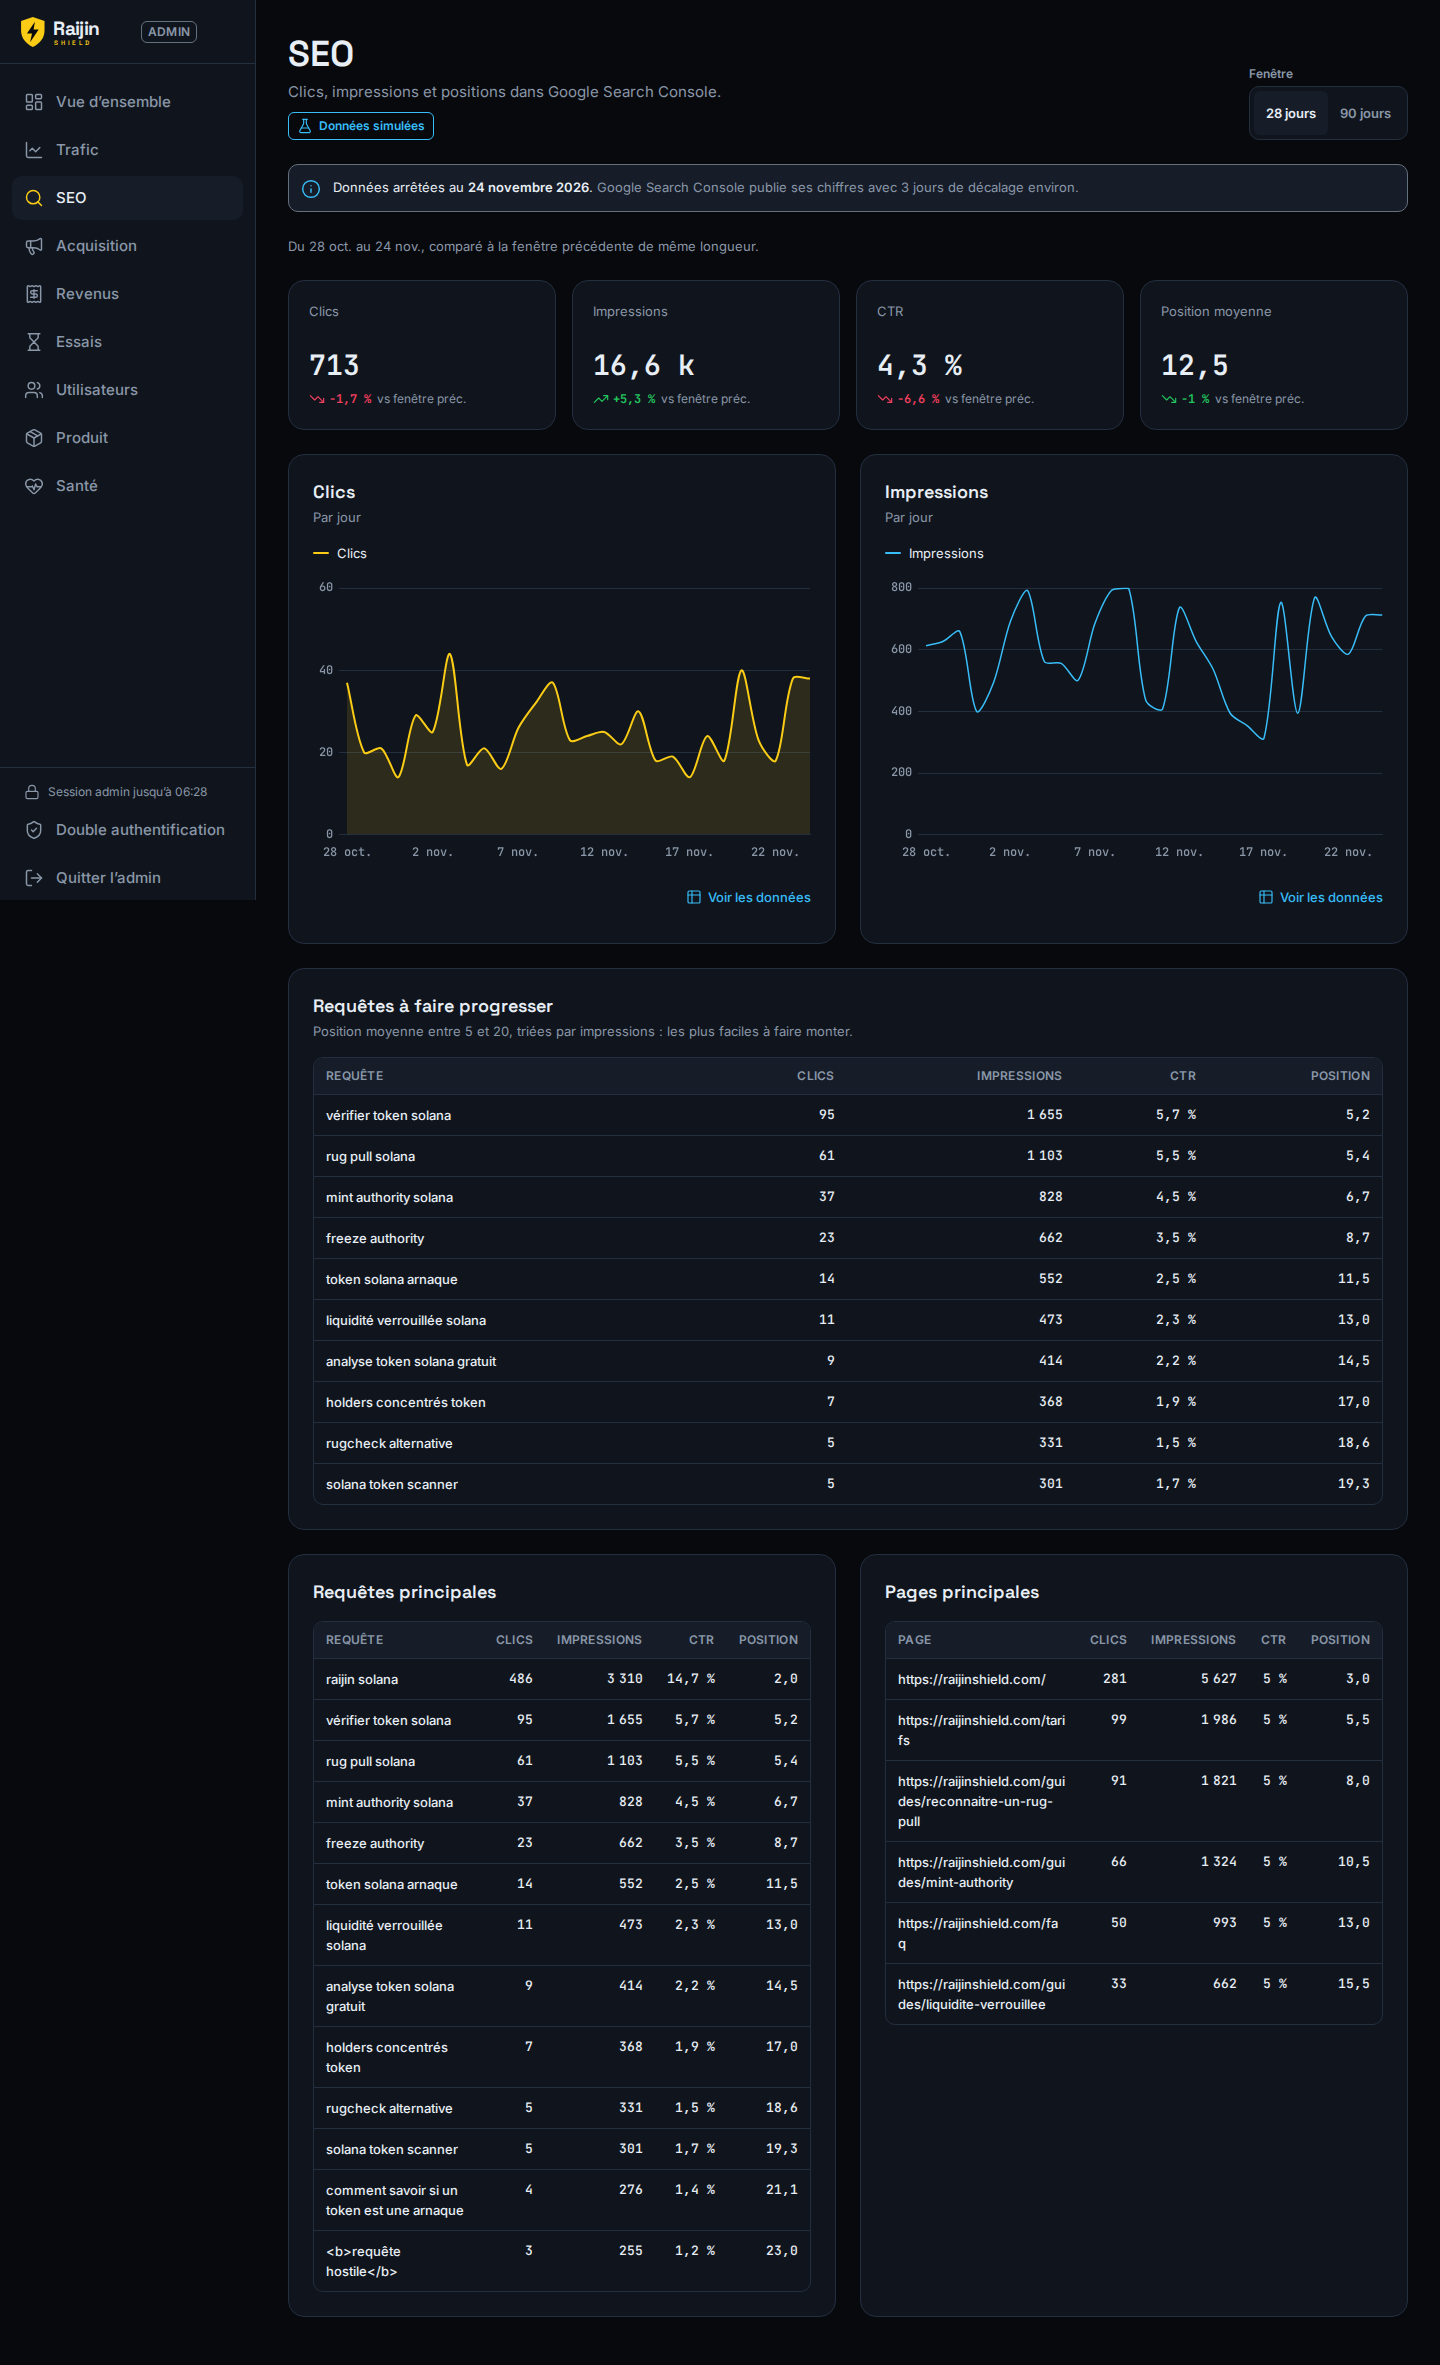 Raijin
SHIELD
ADMIN
Vue d'ensemble
Trafic
SEO
Acquisition
Revenus
Essais
Utilisateurs
Produit
Santé
Session admin jusqu'à 06:28
Double authentification
Quitter l'admin
SEO
Clics, impressions et positions dans Google Search Console.
Données simulées
Fenêtre
28 jours 90 jours
Données arrêtées au 24 novembre 2026. Google Search Console publie ses chiffres avec 3 jours de décalage environ.
Du 28 oct. au 24 nov., comparé à la fenêtre précédente de même longueur.
Clics
713
-1,7 % vs fenêtre préc.
Impressions
16,6 k
+5,3 % vs fenêtre préc.
CTR
4,3 %
-6,6 % vs fenêtre préc.
Position moyenne
12,5
-1 % vs fenêtre préc.
Clics
Par jour
Clics
60
40
20
0
28 oct. 2 nov. 7 nov. 12 nov. 17 nov. 22 nov.
Voir les données
Impressions
Par jour
Impressions
800
600
400
200
0
28 oct. 2 nov. 7 nov. 12 nov. 17 nov. 22 nov.
Voir les données
Requêtes à faire progresser
Position moyenne entre 5 et 20, triées par impressions : les plus faciles à faire monter.
REQUÊTE CLICS IMPRESSIONS CTR POSITION
vérifier token solana 95 1 655 5,7 % 5,2
rug pull solana 61 1 103 5,5 % 5,4
mint authority solana 37 828 4,5 % 6,7
freeze authority 23 662 3,5 % 8,7
token solana arnaque 14 552 2,5 % 11,5
liquidité verrouillée solana 11 473 2,3 % 13,0
analyse token solana gratuit 9 414 2,2 % 14,5
holders concentrés token 7 368 1,9 % 17,0
rugcheck alternative 5 331 1,5 % 18,6
solana token scanner 5 301 1,7 % 19,3
Requêtes principales
REQUÊTE CLICS IMPRESSIONS CTR POSITION
raijin solana 486 3 310 14,7 % 2,0
vérifier token solana 95 1 655 5,7 % 5,2
rug pull solana 61 1 103 5,5 % 5,4
mint authority solana 37 828 4,5 % 6,7
freeze authority 23 662 3,5 % 8,7
token solana arnaque 14 552 2,5 % 11,5
liquidité verrouillée 11 473 2,3 % 13,0
solana
analyse token solana 9 414 2,2 % 14,5
gratuit
holders concentrés 7 368 1,9 % 17,0
token
rugcheck alternative 5 331 1,5 % 18,6
solana token scanner 5 301 1,7 % 19,3
comment savoir si un 4 276 1,4 % 21,1
token est une arnaque
<b>requête 3 255 1,2 % 23,0
hostile</b>
Pages principales
PAGE CLICS IMPRESSIONS CTR POSITION
https://raijinshield.com/ 281 5 627 5 % 3,0
https://raijinshield.com/tari 99 1 986 5 % 5,5
fs
https://raijinshield.com/gui 91 1 821 5 % 8,0
des/reconnaitre-un-rug-
pull
https://raijinshield.com/gui 66 1 324 5 % 10,5
des/mint-authority
https://raijinshield.com/fa 50 993 5 % 13,0
q
https://raijinshield.com/gui 33 662 5 % 15,5
des/liquidite-verrouillee